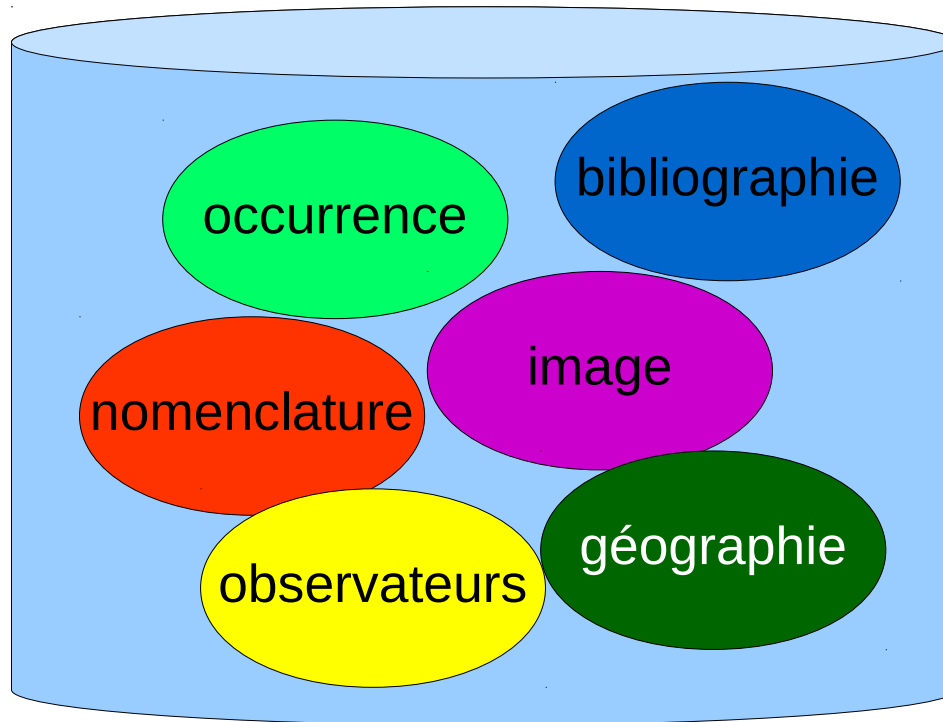 bibliographie
occurrence
image
nomenclature
géographie
observateurs